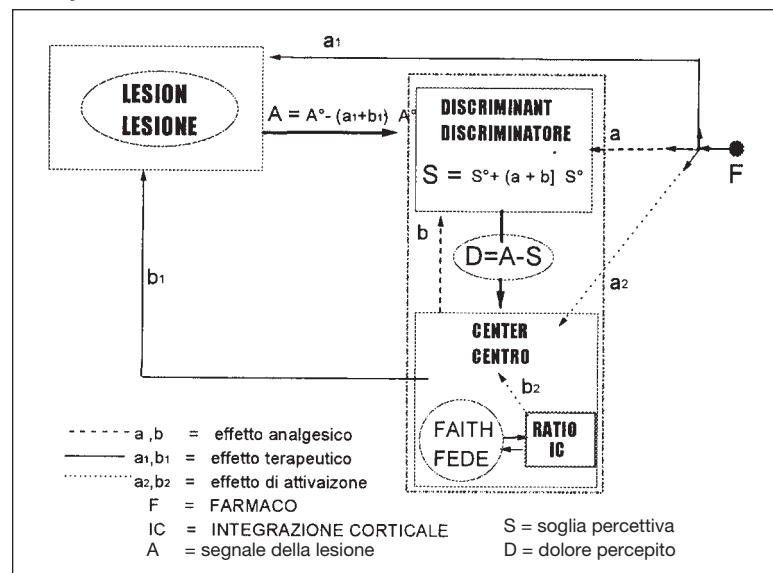 a1
LESION
LESIONE
A = A°- (a1+b1) A°
DISCRIMINANT
DISCRIMINATORE
S = S°+ (a + b] S°
a
F
b
D=A-S
a2
b1
CENTER
CENTRO
b2
FAITH
FEDE
RATIO
IC
a ,b = effetto analgesico
a1,b1 = effetto terapeutico
a2,b2 = effetto di attivaizone
F = FARMACO
IC = INTEGRAZIONE CORTICALE
A = segnale della lesione
S = soglia percettiva
D = dolore percepito